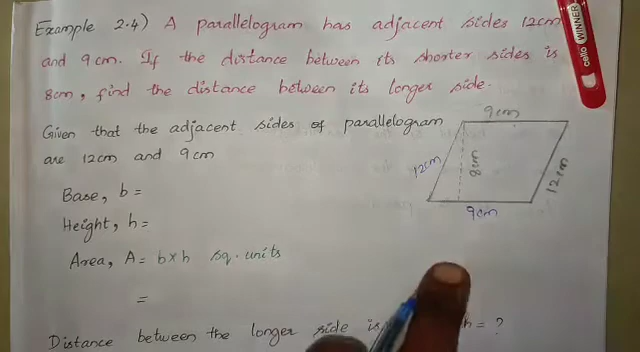 Example 2.4) A parallelogram has adjacent sides 12cm
and 9cm. If the distance between its shorter sides is
8cm, find the distance between its longer side.
Given that the adjacent sides of parallelogram
are 12cm and 9cm
9cm
12cm
8cm
12cm
9cm
Base, b =
Height, h =
Area, A = b×h sq. units
=
Distance between the longer side is h = ?
cello WINNER